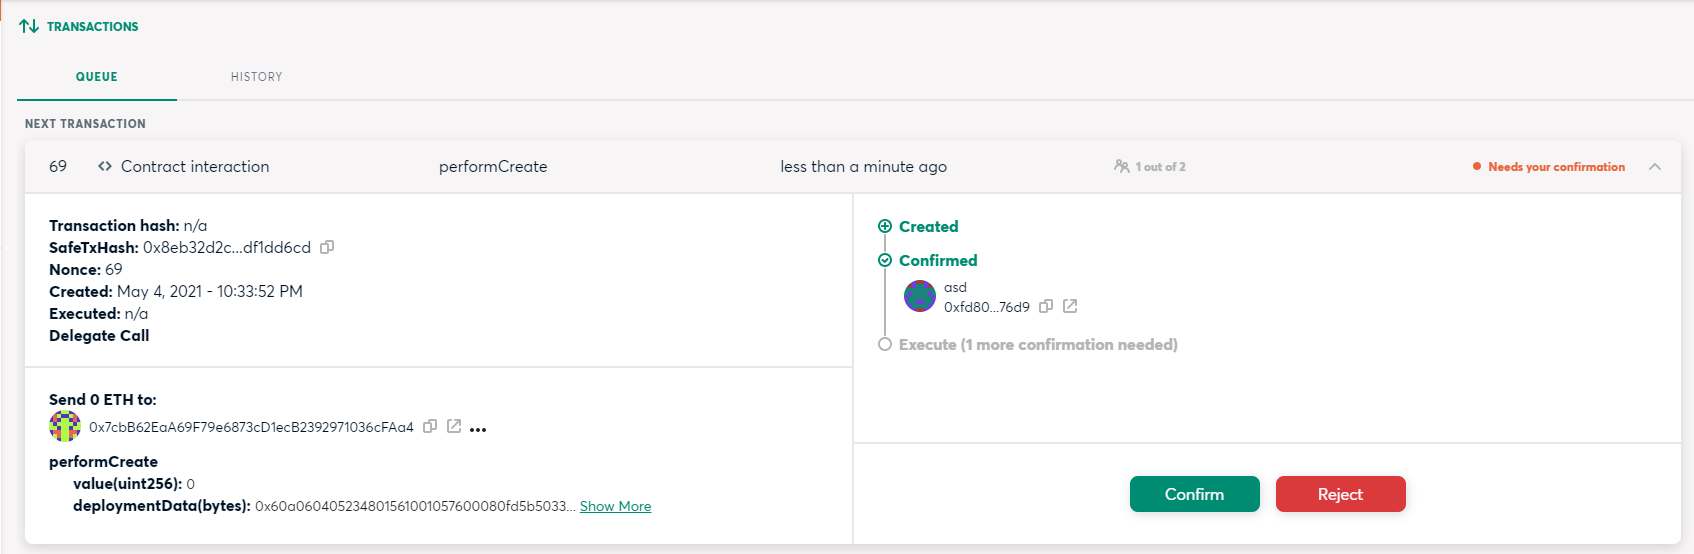 TRANSACTIONS
QUEUE HISTORY
NEXT TRANSACTION
69 <> Contract interaction performCreate less than a minute ago 1 out of 2 Needs your confirmation
Transaction hash: n/a
SafeTxHash: 0x8eb32d2c...df1dd6cd
Nonce: 69
Created: May 4, 2021 - 10:33:52 PM
Executed: n/a
Delegate Call
Send 0 ETH to:
0x7cbB62EaA69F79e6873cD1ecB2392971036cFAa4
performCreate
value(uint256): 0
deploymentData(bytes): 0x60a060405234801561001057600080fd5b5033... Show More
Created
Confirmed
asd
0xfd80...76d9
Execute (1 more confirmation needed)
Confirm Reject